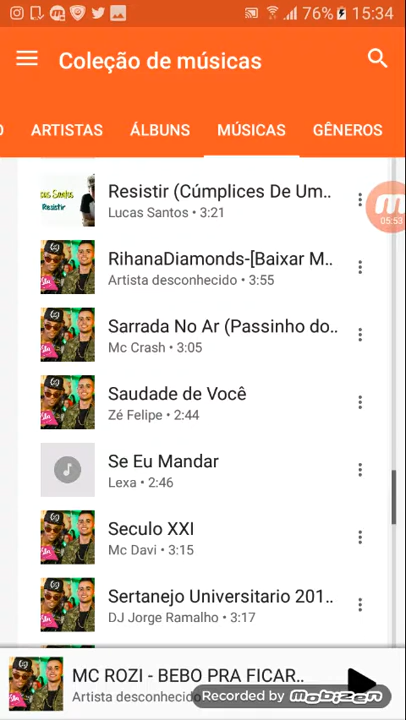 76% 15:34
Coleção de músicas
O ARTISTAS ÁLBUNS MÚSICAS GÊNEROS
Resistir (Cúmplices De Um..
Lucas Santos • 3:21
Resistir
05:53
RihanaDiamonds-[Baixar M..
Artista desconhecido • 3:55
Sarrada No Ar (Passinho do..
Mc Crash • 3:05
Saudade de Você
Zé Felipe • 2:44
Se Eu Mandar
Lexa • 2:46
Seculo XXI
Mc Davi • 3:15
Sertanejo Universitario 201..
DJ Jorge Ramalho • 3:17
MC ROZI - BEBO PRA FICAR..
Artista desconhecido
Recorded by Mobizen